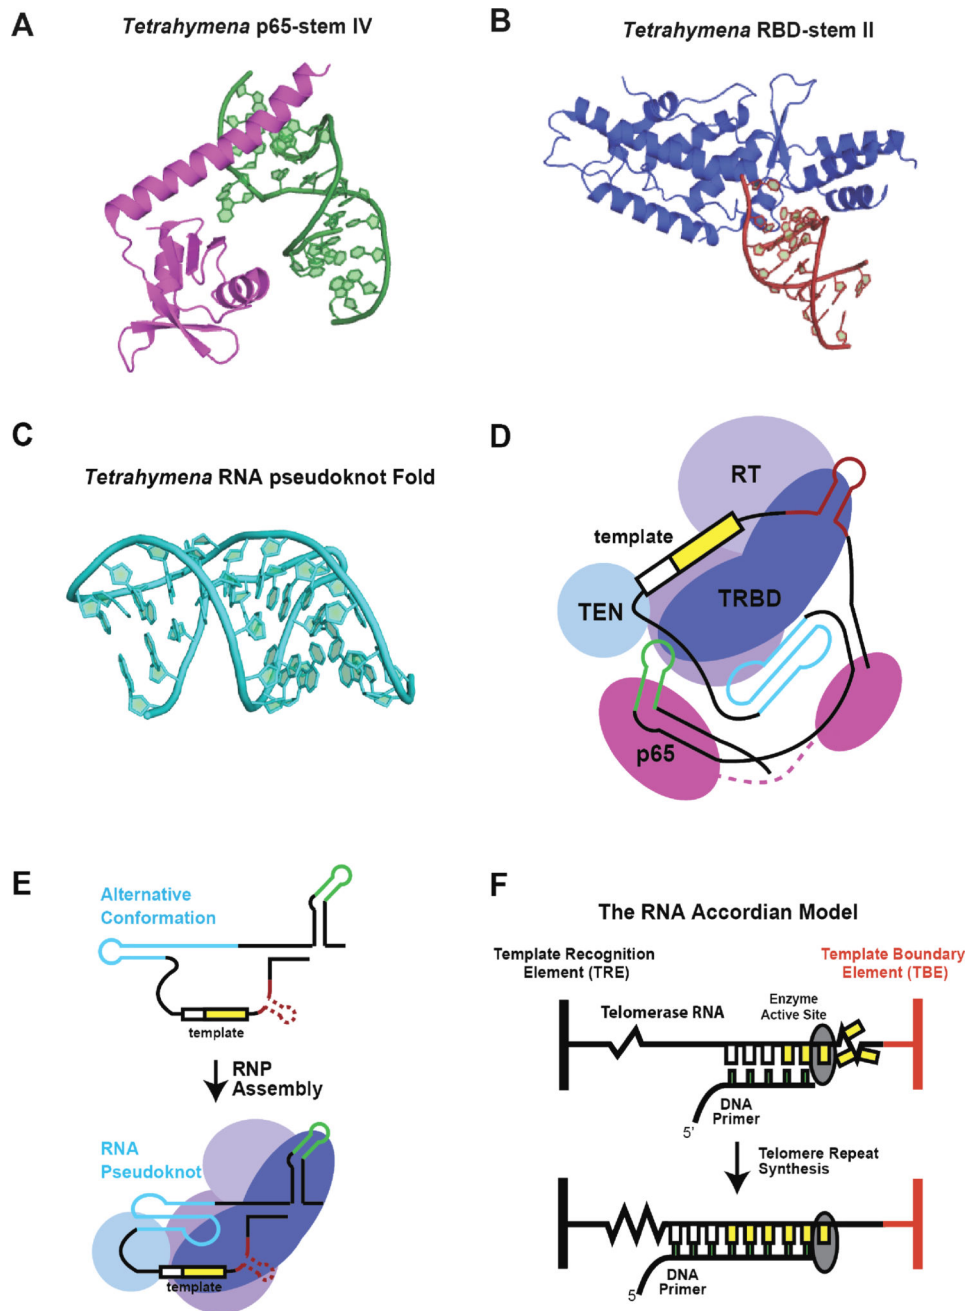 A
Tetrahymena p65-stem IV
B
Tetrahymena RBD-stem II
C
Tetrahymena RNA pseudoknot Fold
D
RT
template
TEN
TRBD
p65
E
Alternative
Conformation
template
RNP
Assembly
RNA
Pseudoknot
template
F
The RNA Accordian Model
Template Recognition
Element (TRE)
Template Boundary
Element (TBE)
Telomerase RNA
Enzyme
Active Site
DNA
Primer
5'
Telomere Repeat
Synthesis
DNA
Primer
5'